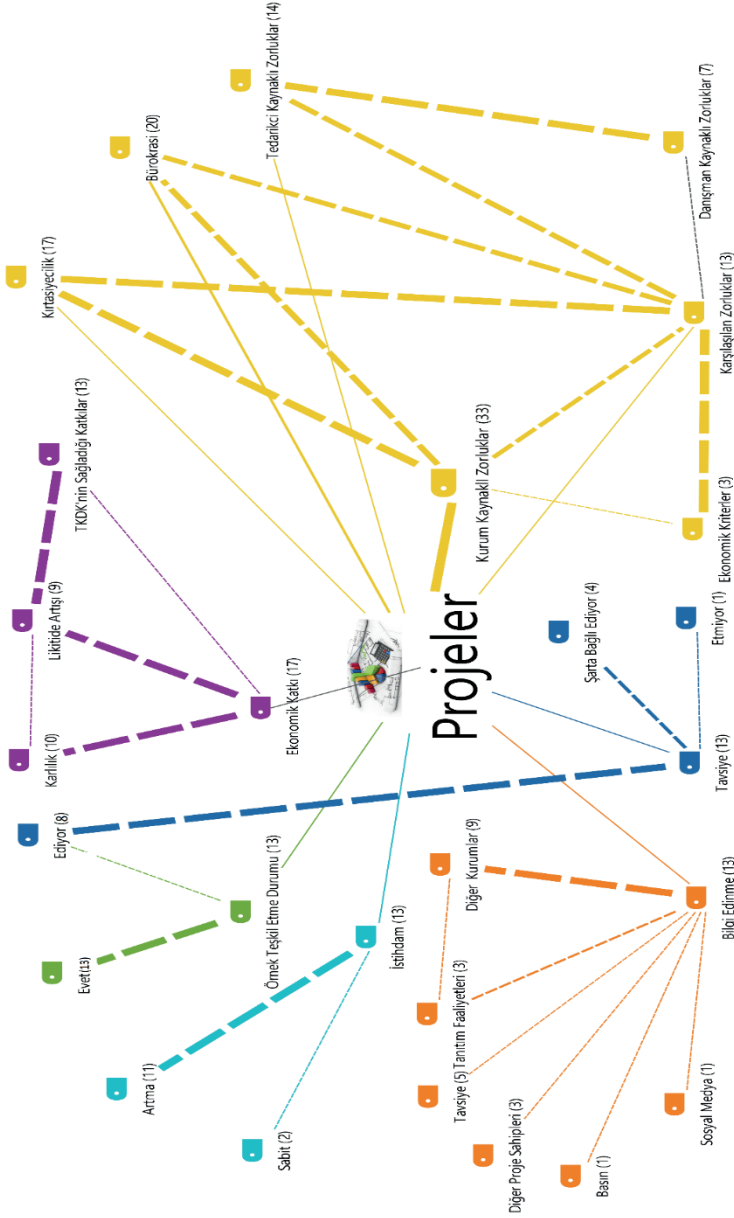 Kırtasiyecilik (17)
Bürokrasi (20)
Tedarikci Kaynaklı Zorluklar (14)
TKDK'nin Sağladığı Katkılar (13)
Likitide Artışı (9)
Karlılık (10)
Ekonomik Katkı (17)
Kurum Kaynaklı Zorluklar (33)
Danışman Kaynaklı Zorluklar (7)
Karşılaşılan Zorluklar (13)
Ekonomik Kriterler (3)
Projeler
Ediyor (8)
Şarta Bağlı Ediyor (4)
Etmiyor (1)
Tavsiye (13)
Evet(13)
Örnek Teşkil Etme Durumu (13)
Artma (11)
İstihdam (13)
Sabit (2)
Diğer Kurumlar (9)
Tanıtım Faaliyetleri (3)
Tavsiye (5)
Diğer Proje Sahipleri (3)
Basın (1)
Sosyal Medya (1)
Bilgi Edinme (13)